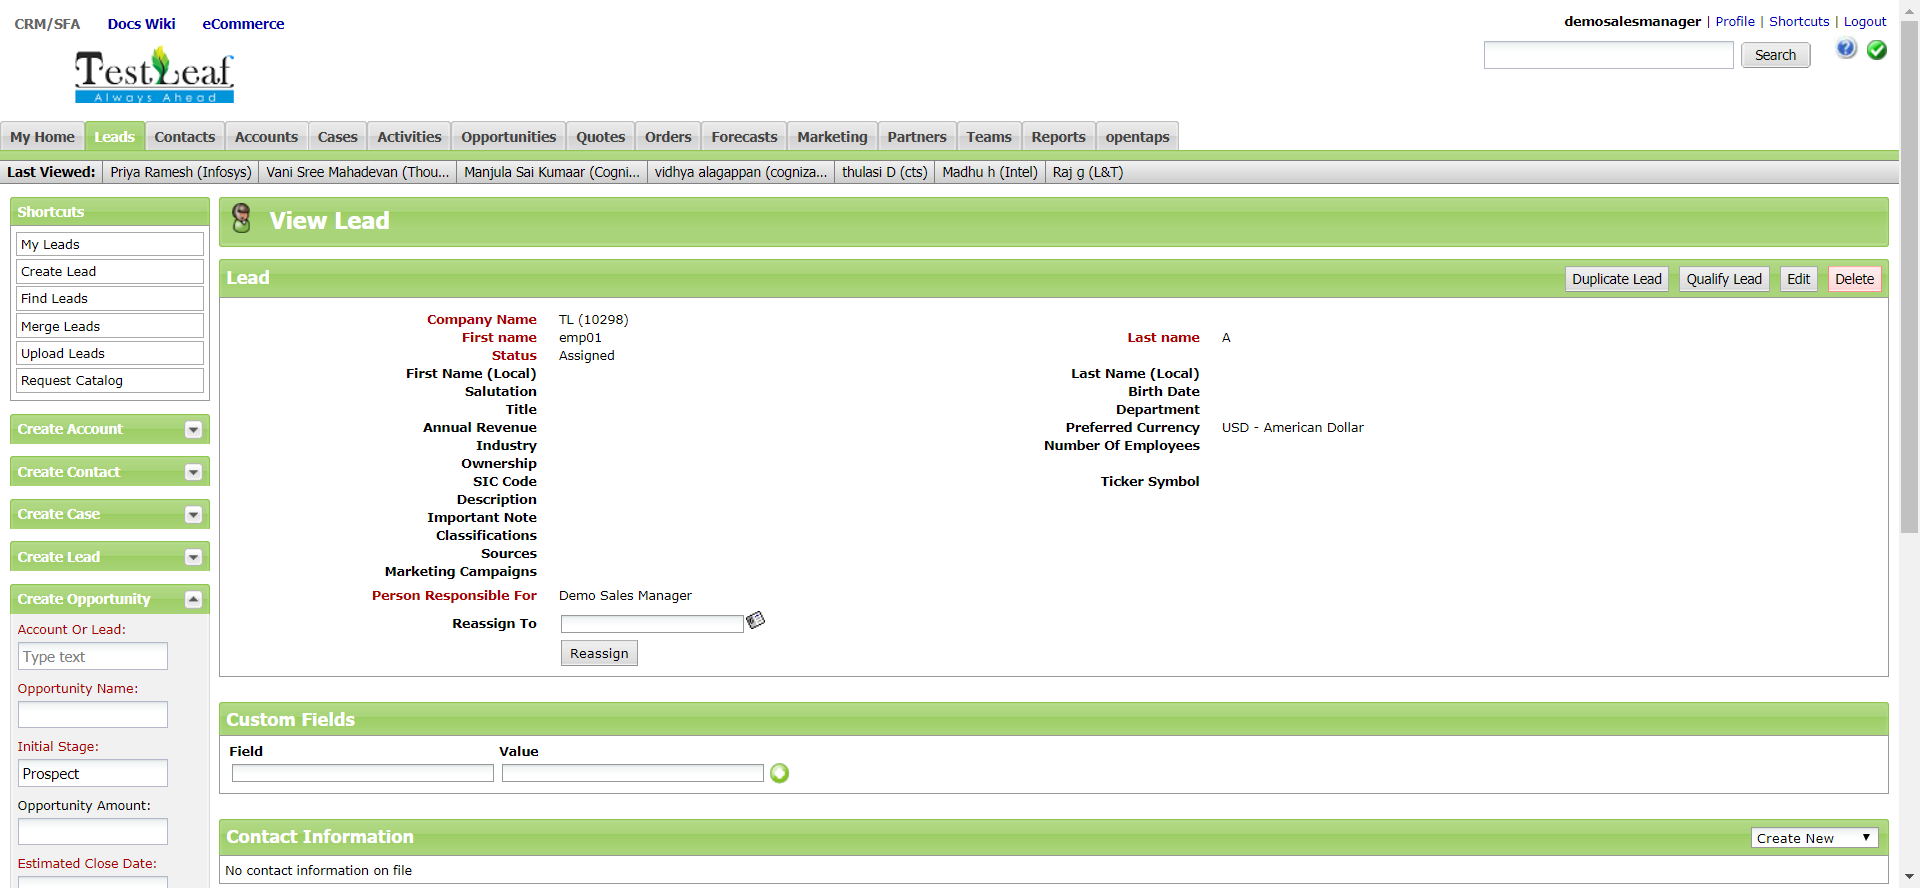 CRM/SFA Docs Wiki eCommerce
demosalesmanager | Profile | Shortcuts | Logout
TestLeaf
Always Ahead
Search
My Home Leads Contacts Accounts Cases Activities Opportunities Quotes Orders Forecasts Marketing Partners Teams Reports opentaps
Last Viewed: Priya Ramesh (Infosys) Vani Sree Mahadevan (Thou... Manjula Sai Kumaar (Cogni... vidhya alagappan (cogniza... thulasi D (cts) Madhu h (Intel) Raj g (L&T)
Shortcuts
My Leads
Create Lead
Find Leads
Merge Leads
Upload Leads
Request Catalog
Create Account
Create Contact
Create Case
Create Lead
Create Opportunity
Account Or Lead:
Type text
Opportunity Name:
Initial Stage:
Prospect
Opportunity Amount:
Estimated Close Date:
View Lead
Lead
Duplicate Lead Qualify Lead Edit Delete
Company Name TL (10298)
First name emp01 Last name A
Status Assigned
First Name (Local) Last Name (Local)
Salutation Birth Date
Title Department
Annual Revenue Preferred Currency USD - American Dollar
Industry Number Of Employees
Ownership
SIC Code Ticker Symbol
Description
Important Note
Classifications
Sources
Marketing Campaigns
Person Responsible For Demo Sales Manager
Reassign To
Reassign
Custom Fields
Field Value
Contact Information
Create New
No contact information on file